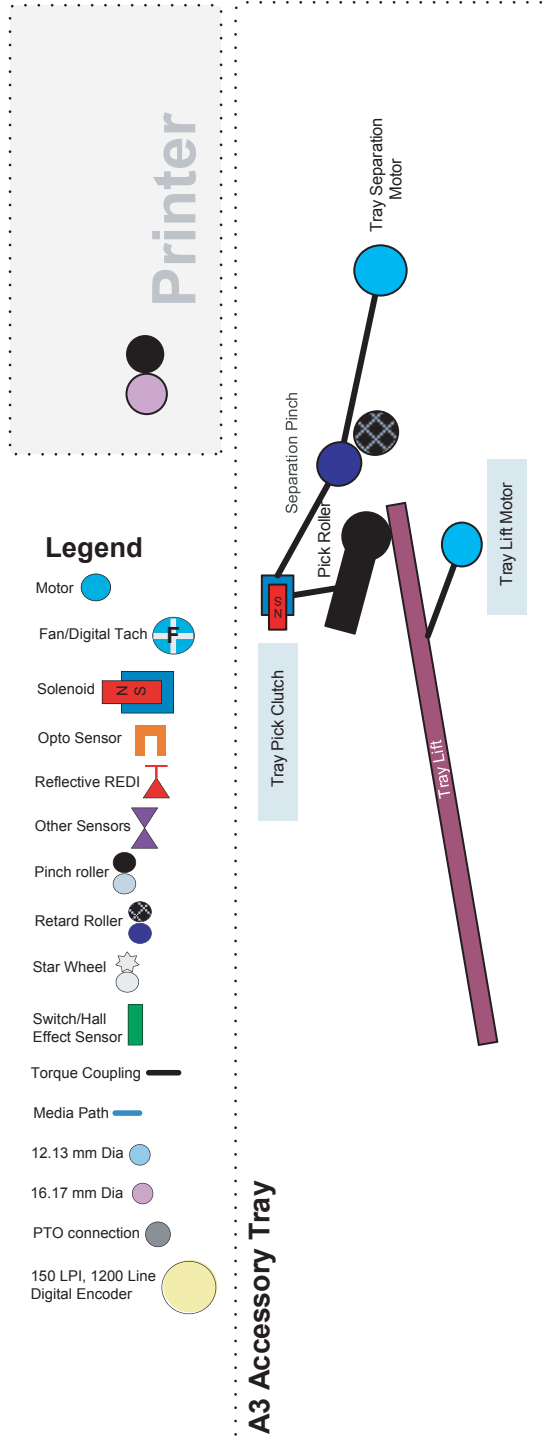 Printer
Legend
Motor
Fan/Digital Tach
F
Solenoid
N
S
Opto Sensor
Reflective REDI
Other Sensors
Pinch roller
Retard Roller
Star Wheel
Switch/Hall
Effect Sensor
Torque Coupling
Media Path
12.13 mm Dia
16.17 mm Dia
PTO connection
150 LPI, 1200 Line
Digital Encoder
A3 Accessory Tray
Tray Separation
Motor
Separation Pinch
Pick Roller
S
N
Tray Pick Clutch
Tray Lift Motor
Tray Lift